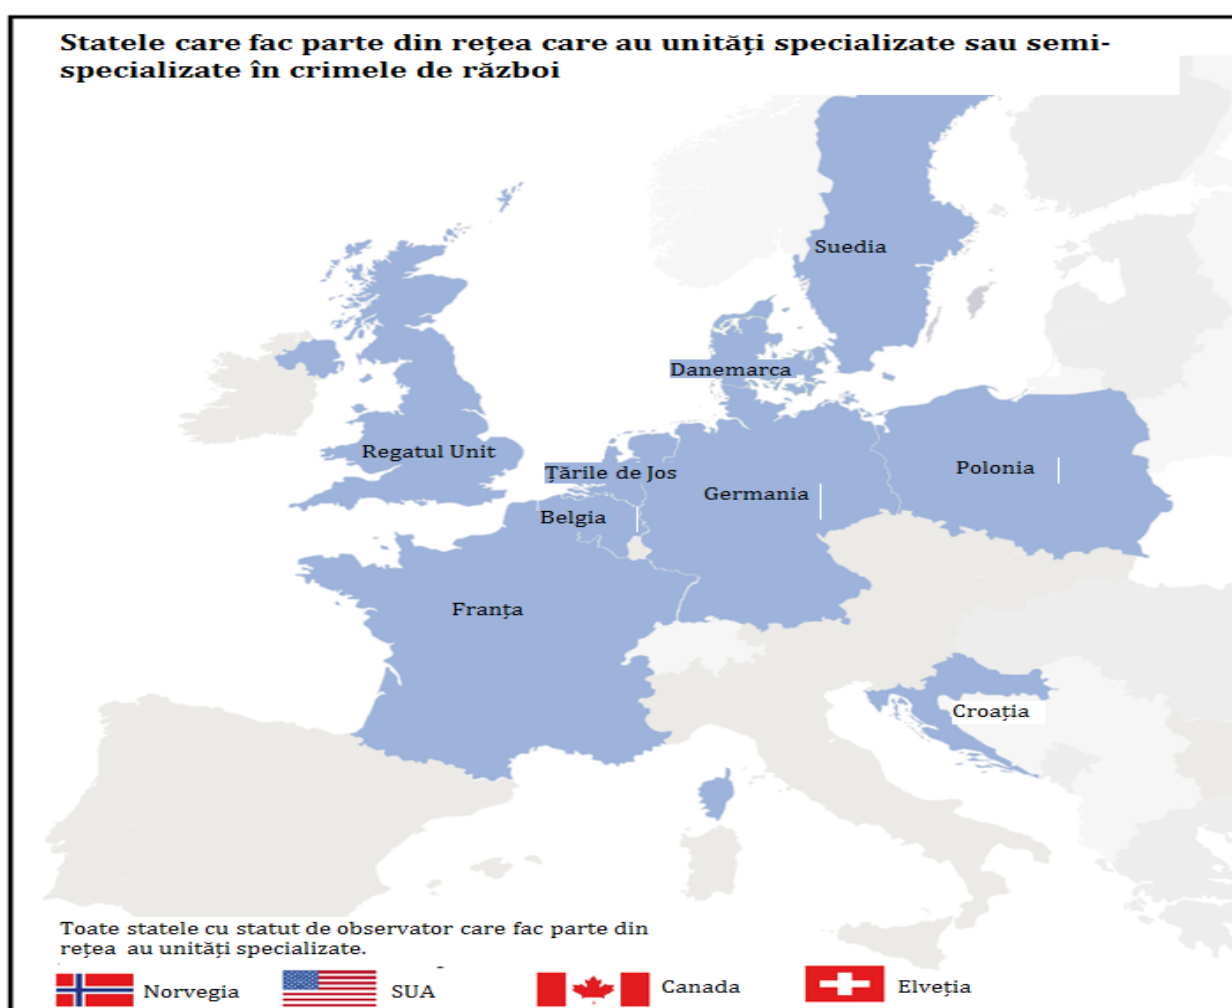 Statele care fac parte din rețea care au unități specializate sau semi-
specializate în crimele de război
Suedia
Danemarca
Regatul Unit
Țările de Jos
Polonia
Germania
Belgia
Franța
Croația
Toate statele cu statut de observator care fac parte din
rețea au unități specializate.
Norvegia
SUA
Canada
Elveția